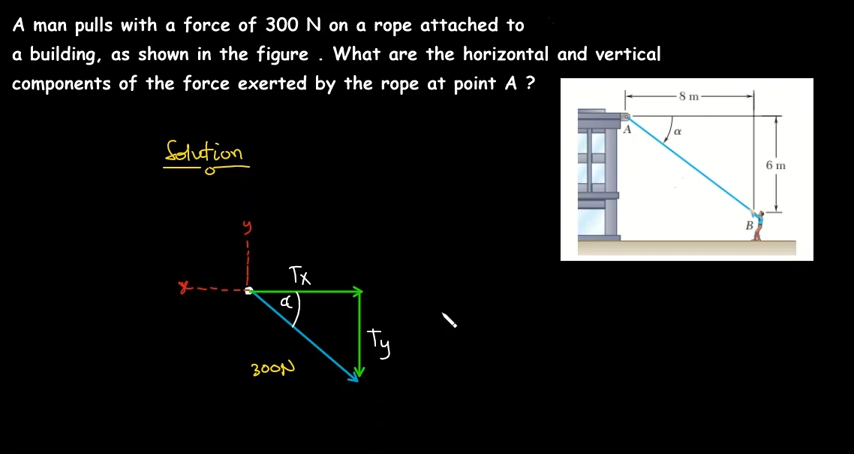 A man pulls with a force of 300 N on a rope attached to
a building, as shown in the figure . What are the horizontal and vertical
components of the force exerted by the rope at point A ?
8 m
A
α
6 m
B
Solution
y
x
Tx
α
Ty
300N